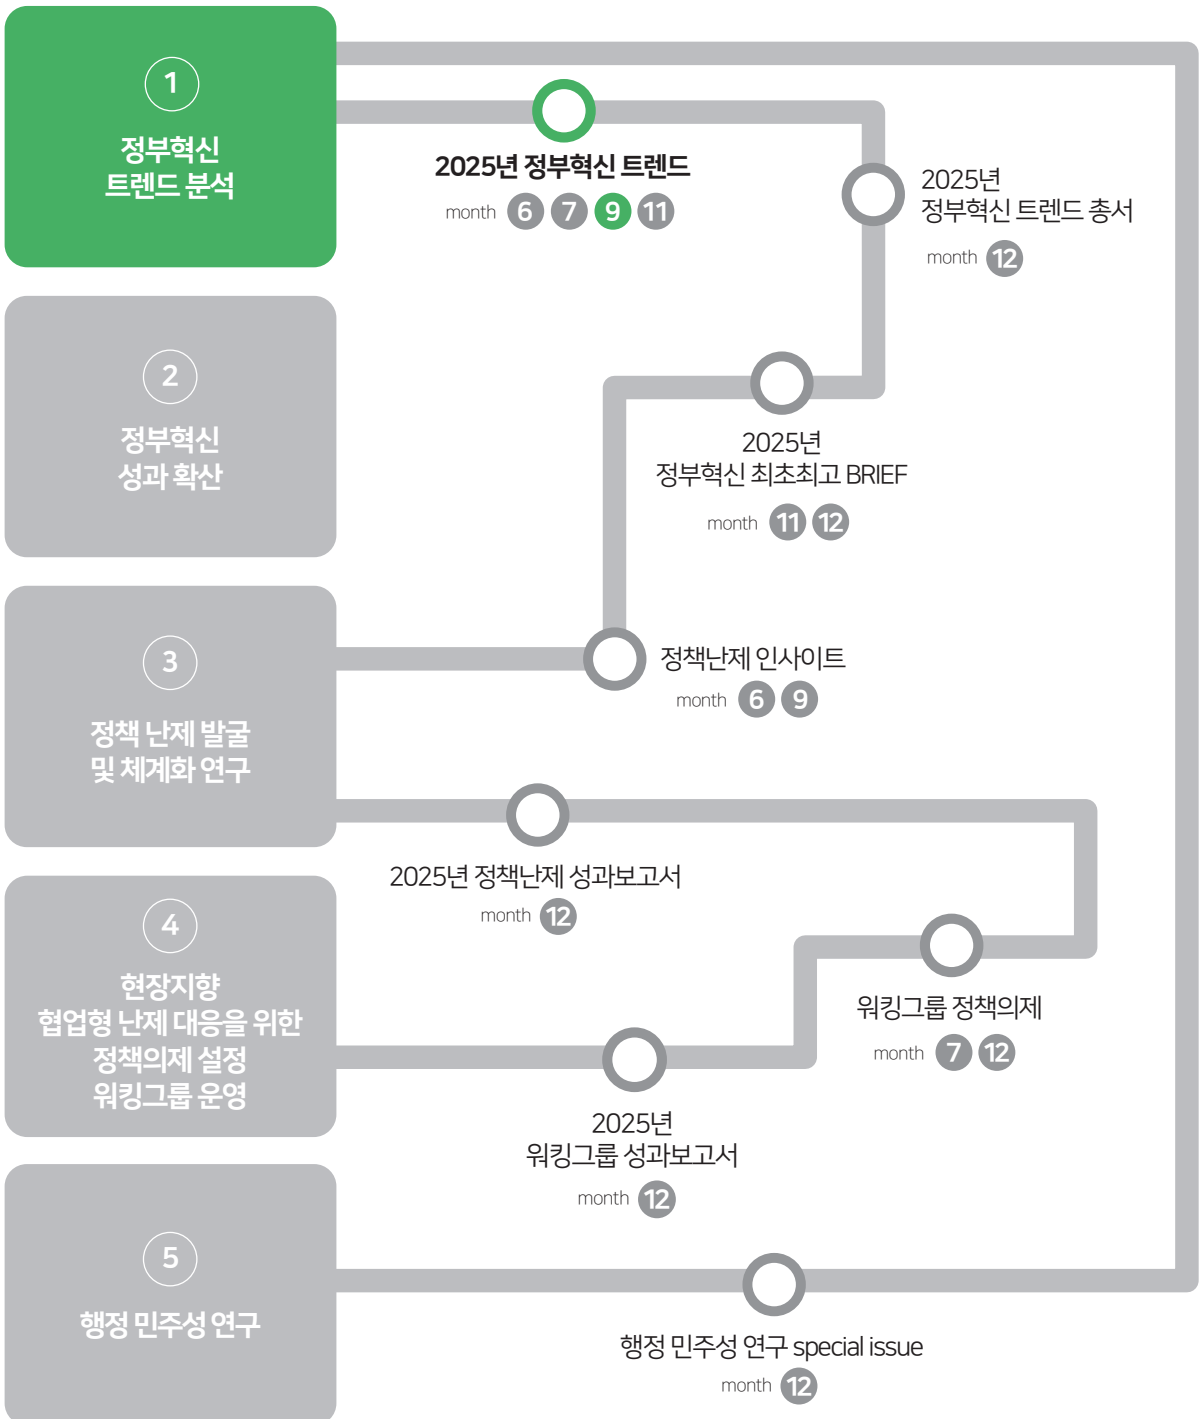 1
정부혁신
트렌드 분석
2025년 정부혁신 트렌드
month 6 7 9 11
2025년
정부혁신 트렌드 총서
month 12
2
정부혁신
성과 확산
2025년
정부혁신 최초최고 BRIEF
month 11 12
3
정책 난제 발굴
및 체계화 연구
정책난제 인사이트
month 6 9
2025년 정책난제 성과보고서
month 12
4
현장지향
협업형 난제 대응을 위한
정책의제 설정
워킹그룹 운영
워킹그룹 정책의제
month 7 12
2025년
워킹그룹 성과보고서
month 12
5
행정 민주성 연구
행정 민주성 연구 special issue
month 12